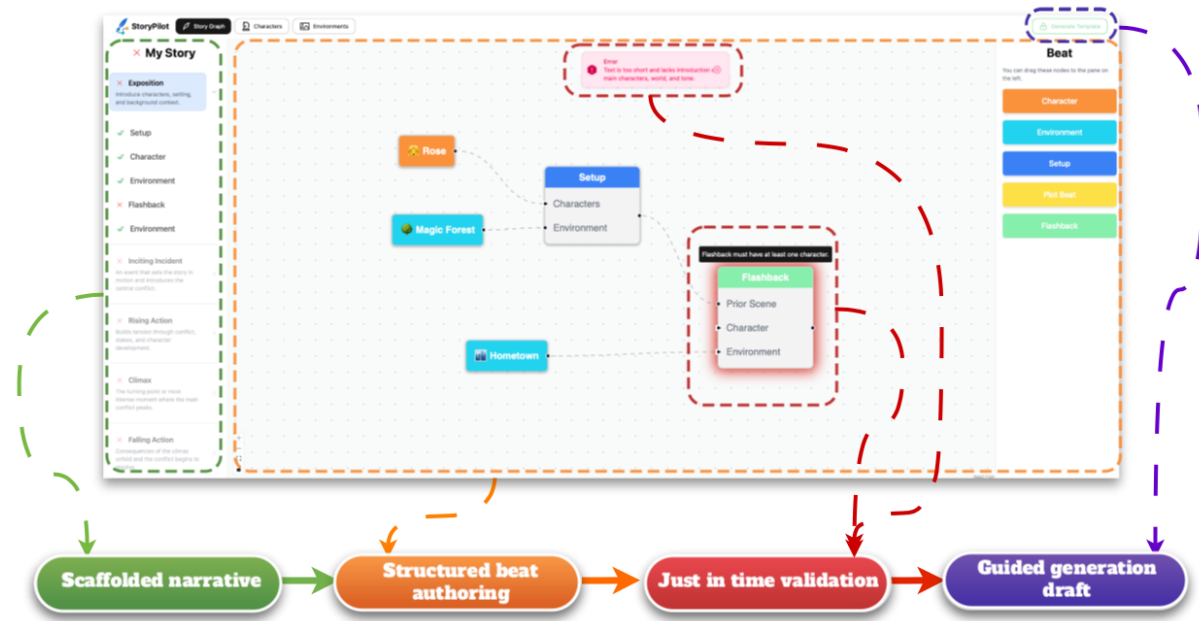 StoryPilot
Story Graph
Characters
Environments
Generate Template
My Story
Exposition
Introduce characters, setting,
and background context.
Setup
Character
Environment
Flashback
Environment
Inciting Incident
An event that sets the story in
motion and introduces the
central conflict.
Rising Action
Builds tension through conflict,
stakes, and character
development.
Climax
The turning point or most
intense moment where the main
conflict peaks.
Falling Action
Consequences of the climax
unfold and the conflict begins to
Error
Text is too short and lacks introduction
main characters, world, and tone.
Rose
Magic Forest
Setup
Characters
Environment
Flashback must have at least one character.
Flashback
Prior Scene
Character
Environment
Hometown
Beat
You can drag these nodes to the pane on
the left.
Character
Environment
Setup
Plot Beat
Flashback
Scaffolded narrative
Structured beat
authoring
Just in time validation
Guided generation
draft